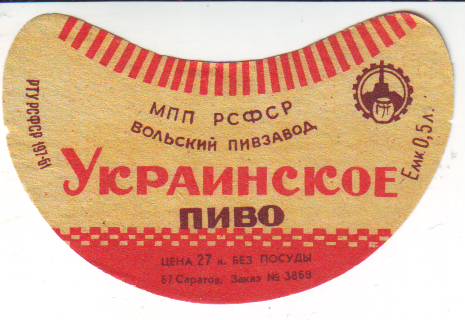 МПП РСФСР
ВОЛЬСКИЙ ПИВЗАВОД
РТУ РСФСР 197-61
Емк 0,5 л.
УКРАИНСКОЕ
ПИВО
ЦЕНА 27 к. БЕЗ ПОСУДЫ
67 Саратов. Заказ № 3868